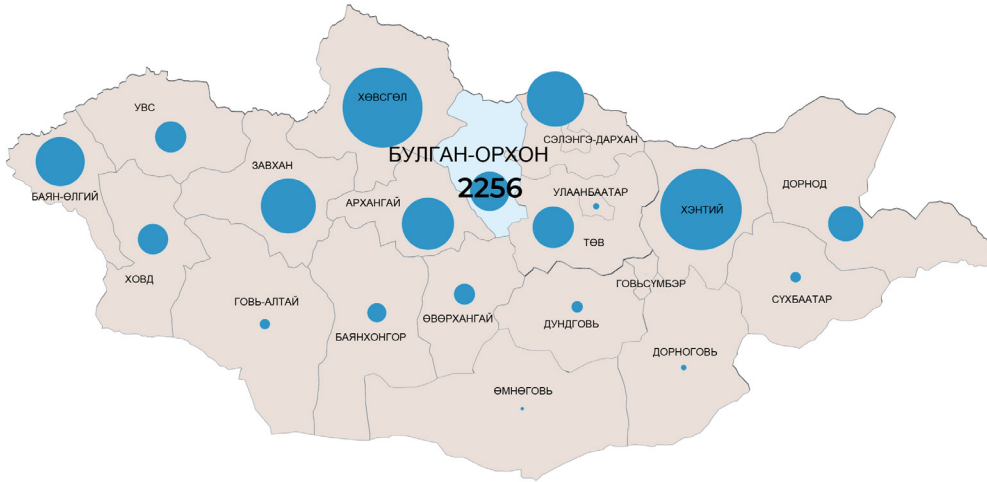 ХӨВСГӨЛ
УВС
СЭЛЭНГЭ-ДАРХАН
БУЛГАН-ОРХОН
2256
ЗАВХАН
БАЯН-ӨЛГИЙ
АРХАНГАЙ
УЛААНБААТАР
ХЭНТИЙ
ДОРНОД
ТӨВ
ХОВД
ГОВЬСҮМБЭР
СҮХБААТАР
ГОВЬ-АЛТАЙ
ӨВӨРХАНГАЙ
ДУНДГОВЬ
БАЯНХОНГОР
ДОРНОГОВЬ
ӨМНӨГОВЬ